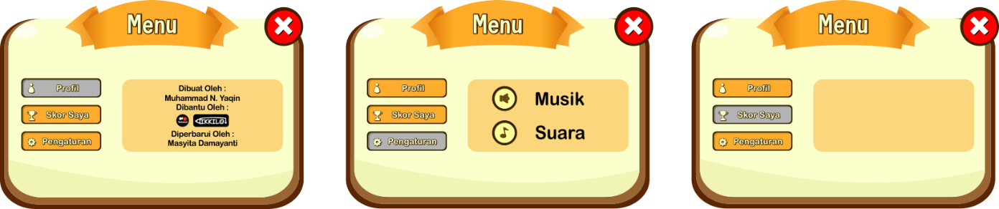 Menu
Profil
Skor Saya
Pengaturan
Dibuat Oleh :
Muhammad N. Yaqin
Dibantu Oleh :
Diperbarui Oleh :
Masyita Damayanti
Menu
Profil
Skor Saya
Pengaturan
Musik
Suara
Menu
Profil
Skor Saya
Pengaturan